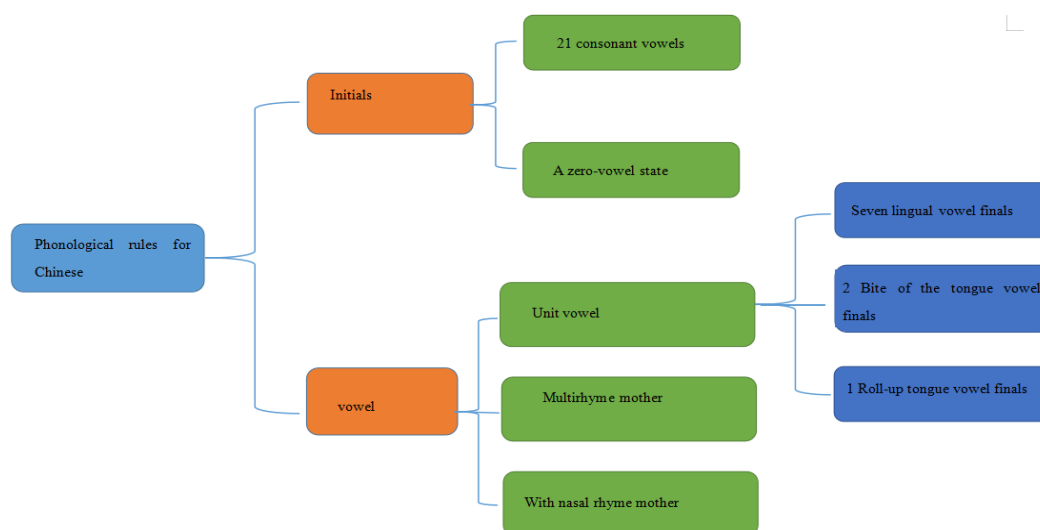 21 consonant vowels
Initials
A zero-vowel state
Seven lingual vowel finals
Phonological rules for
Chinese
2 Bite of the tongue vowel
finals
Unit vowel
1 Roll-up tongue vowel finals
Multirhyme mother
vowel
With nasal rhyme mother